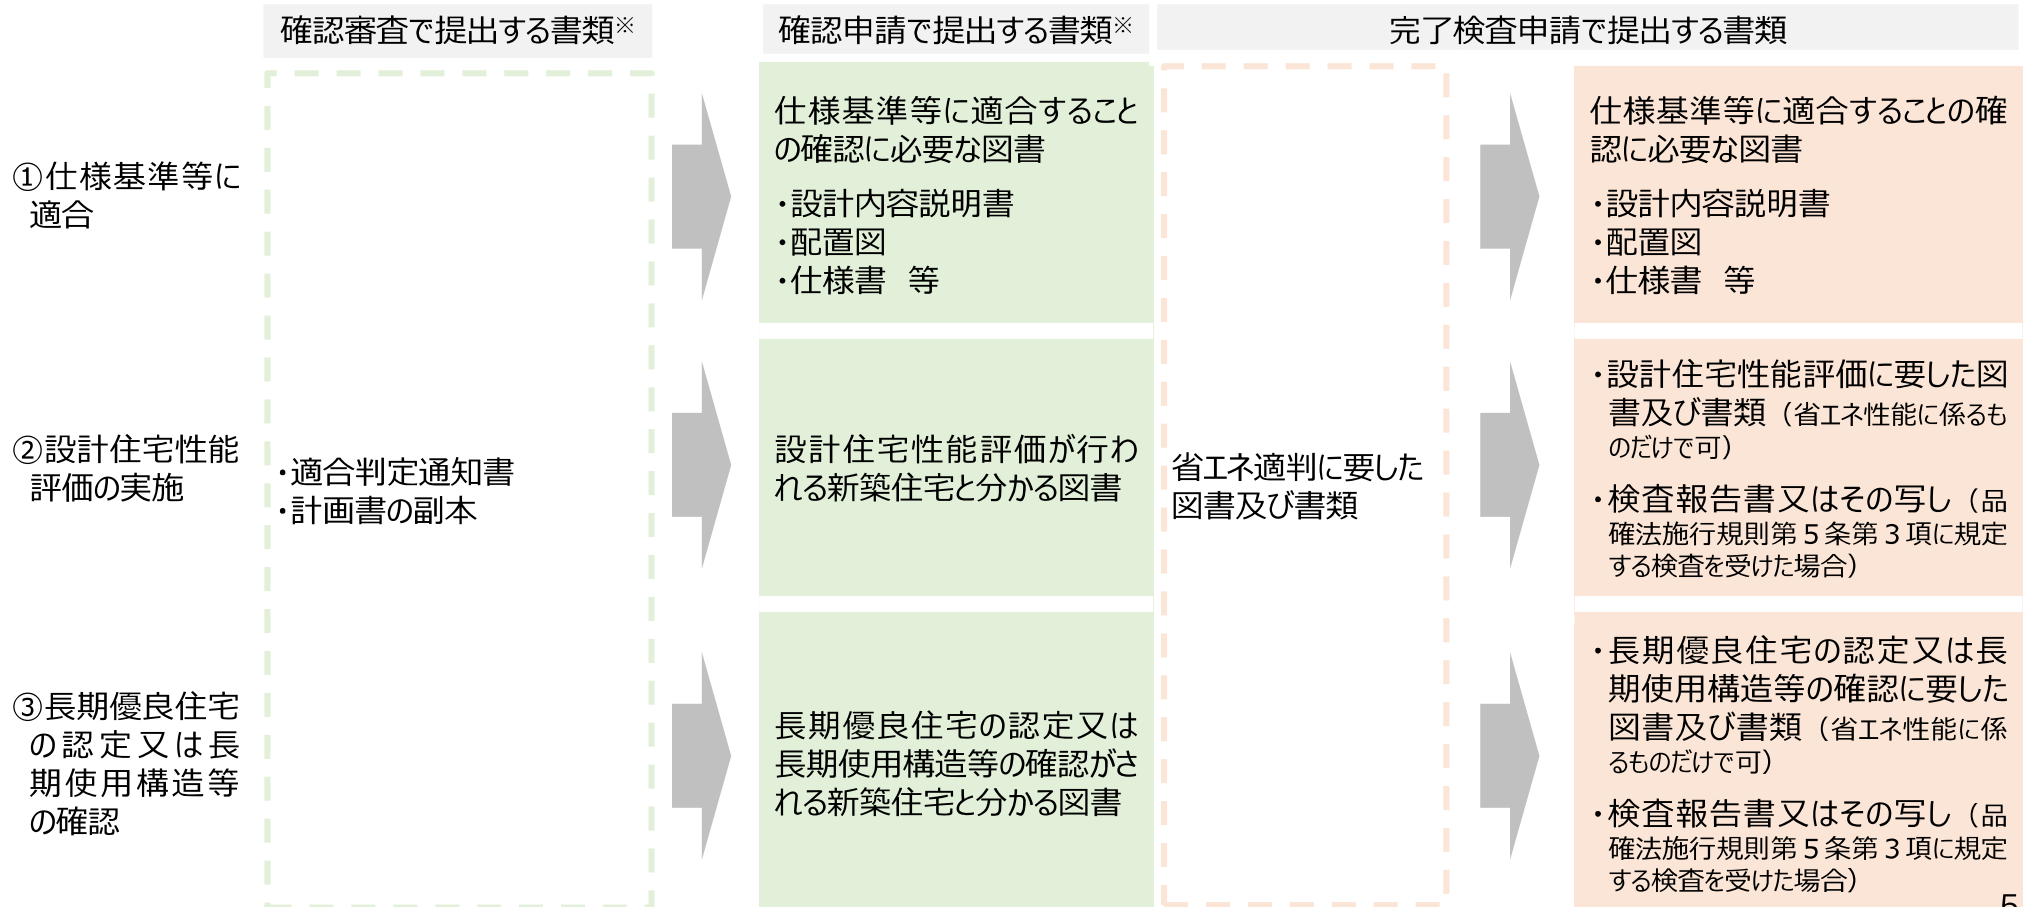 確認審査で提出する書類※
確認申請で提出する書類※
完了検査申請で提出する書類
①仕様基準等に
適合
②設計住宅性能
評価の実施
③長期優良住宅
の認定又は長
期使用構造等
の確認
・適合判定通知書
・計画書の副本
仕様基準等に適合すること
の確認に必要な図書
・設計内容説明書
・配置図
・仕様書　等
設計住宅性能評価が行わ
れる新築住宅と分かる図書
長期優良住宅の認定又は
長期使用構造等の確認がさ
れる新築住宅と分かる図書
省エネ適判に要した
図書及び書類
仕様基準等に適合することの確
認に必要な図書
・設計内容説明書
・配置図
・仕様書　等
・設計住宅性能評価に要した図
書及び書類（省エネ性能に係るも
のだけで可）
・検査報告書又はその写し（品
確法施行規則第５条第３項に規定
する検査を受けた場合）
・長期優良住宅の認定又は長
期使用構造等の確認に要した
図書及び書類（省エネ性能に係
るものだけで可）
・検査報告書又はその写し（品
確法施行規則第５条第３項に規定
する検査を受けた場合）
5